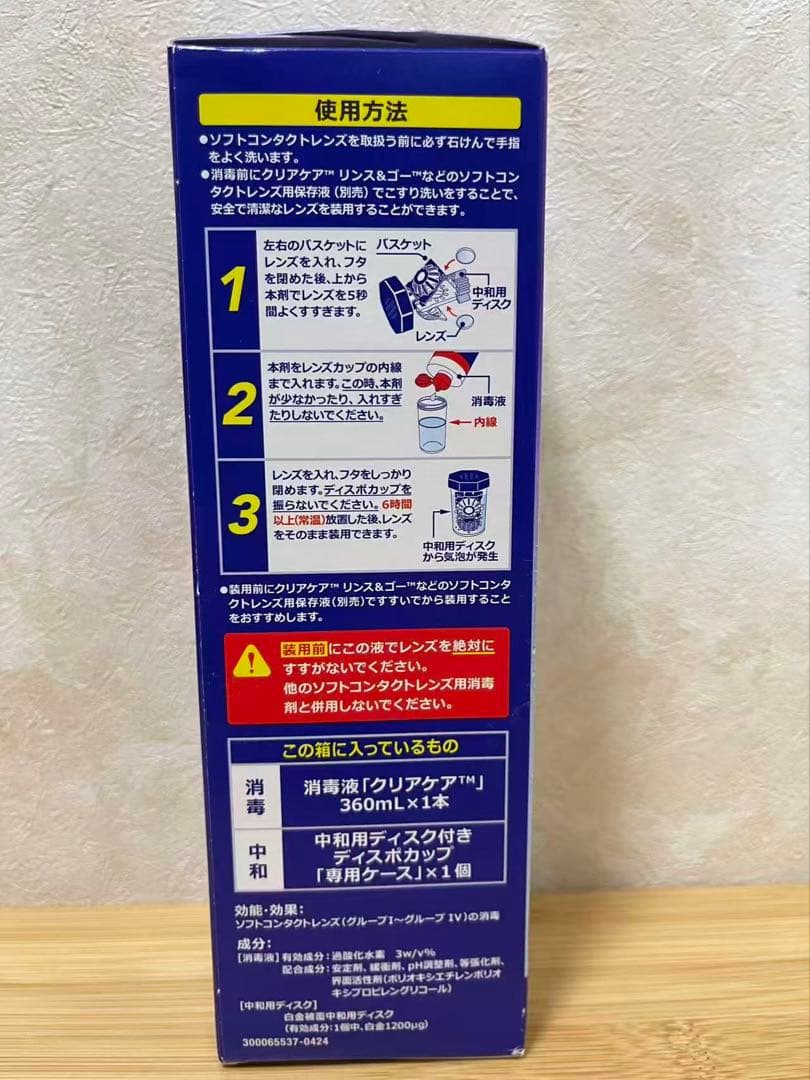 使用方法
●ソフトコンタクトレンズを取扱う前に必ず石けんで手指
をよく洗います。
●消毒前にクリアケア™ リンス&ゴー™などのソフトコン
タクトレンズ用保存液(別売)でこすり洗いをすることで、
安全で清潔なレンズを装用することができます。
1
左右のバスケットに
レンズを入れ、フタ
を閉めた後、上から
本剤でレンズを5秒
間よくすすぎます。
バスケット
中和用
ディスク
レンズ
2
本剤をレンズカップの内線
まで入れます。この時、本剤
が少なかったり、入れすぎ
たりしないでください。
消毒液
内線
3
レンズを入れ、フタをしっかり
閉めます。ディスポカップを
振らないでください。6時間
以上(常温)放置した後、レンズ
をそのまま装用できます。
中和用ディスク
から気泡が発生
●装用前にクリアケア™ リンス&ゴー™などのソフトコンタ
クトレンズ用保存液(別売)ですすいでから装用すること
をおすすめします。
装用前にこの液でレンズを絶対に
すすがないでください。
他のソフトコンタクトレンズ用消毒
剤と併用しないでください。
この箱に入っているもの
消毒
消毒液「クリアケア™」
360mL×1本
中和
中和用ディスク付き
ディスポカップ
「専用ケース」×1個
効能・効果:
ソフトコンタクトレンズ(グループI〜グループ IV)の消毒
成分:
[消毒液] 有効成分:過酸化水素 3w/v%
配合成分:安定剤、緩衝剤、pH調整剤、等張化剤、
界面活性剤(ポリオキシエチレンポリオ
キシプロピレングリコール)
[中和用ディスク]
白金被覆中和用ディスク
(有効成分:1個中、白金1200μg)
300065537-0424